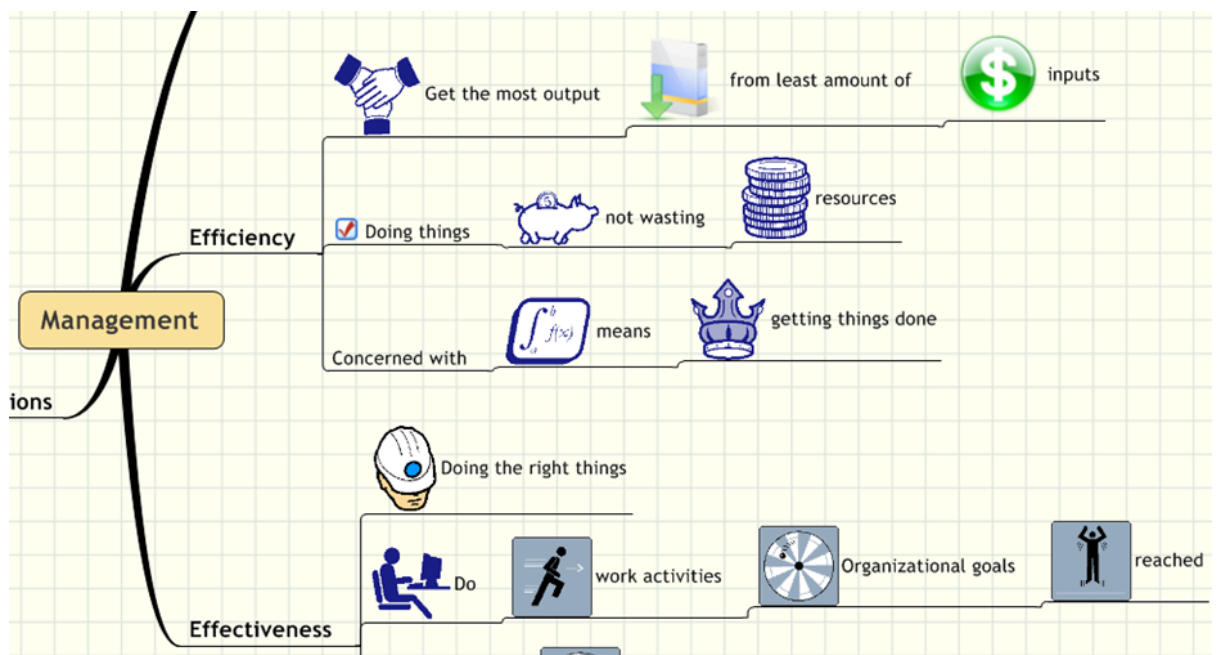 Get the most output
from least amount of
inputs
Doing things
not wasting
resources
Efficiency
Management
Concerned with
means
getting things done
tions
Doing the right things
Do
work activities
Organizational goals
reached
Effectiveness